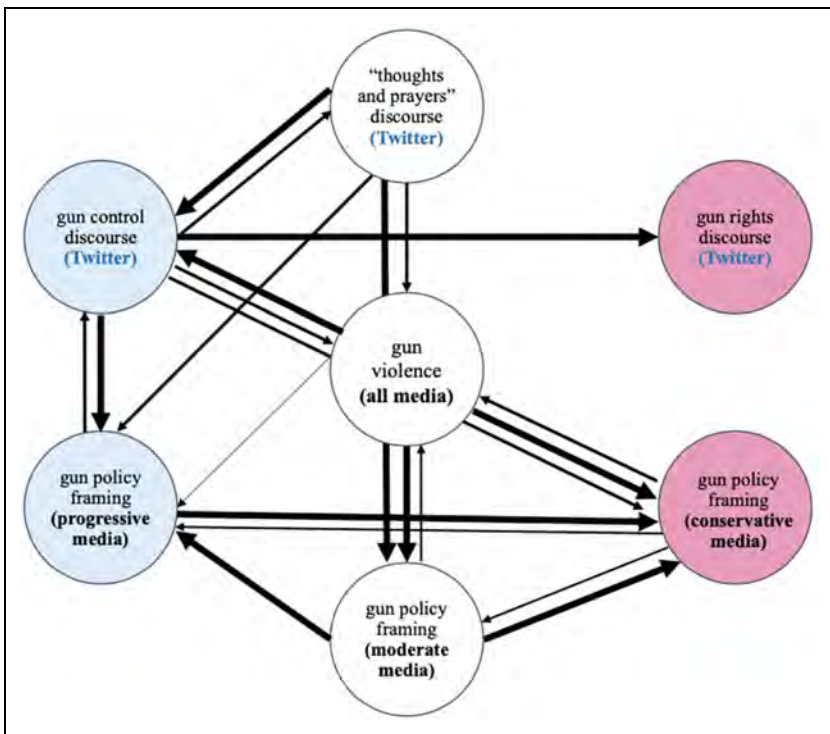 “thoughts
and prayers”
discourse
(Twitter)
gun control
discourse
(Twitter)
gun rights
discourse
(Twitter)
gun
violence
(all media)
gun policy
framing
(progressive
media)
gun policy
framing
(conservative
media)
gun policy
framing
(moderate
media)